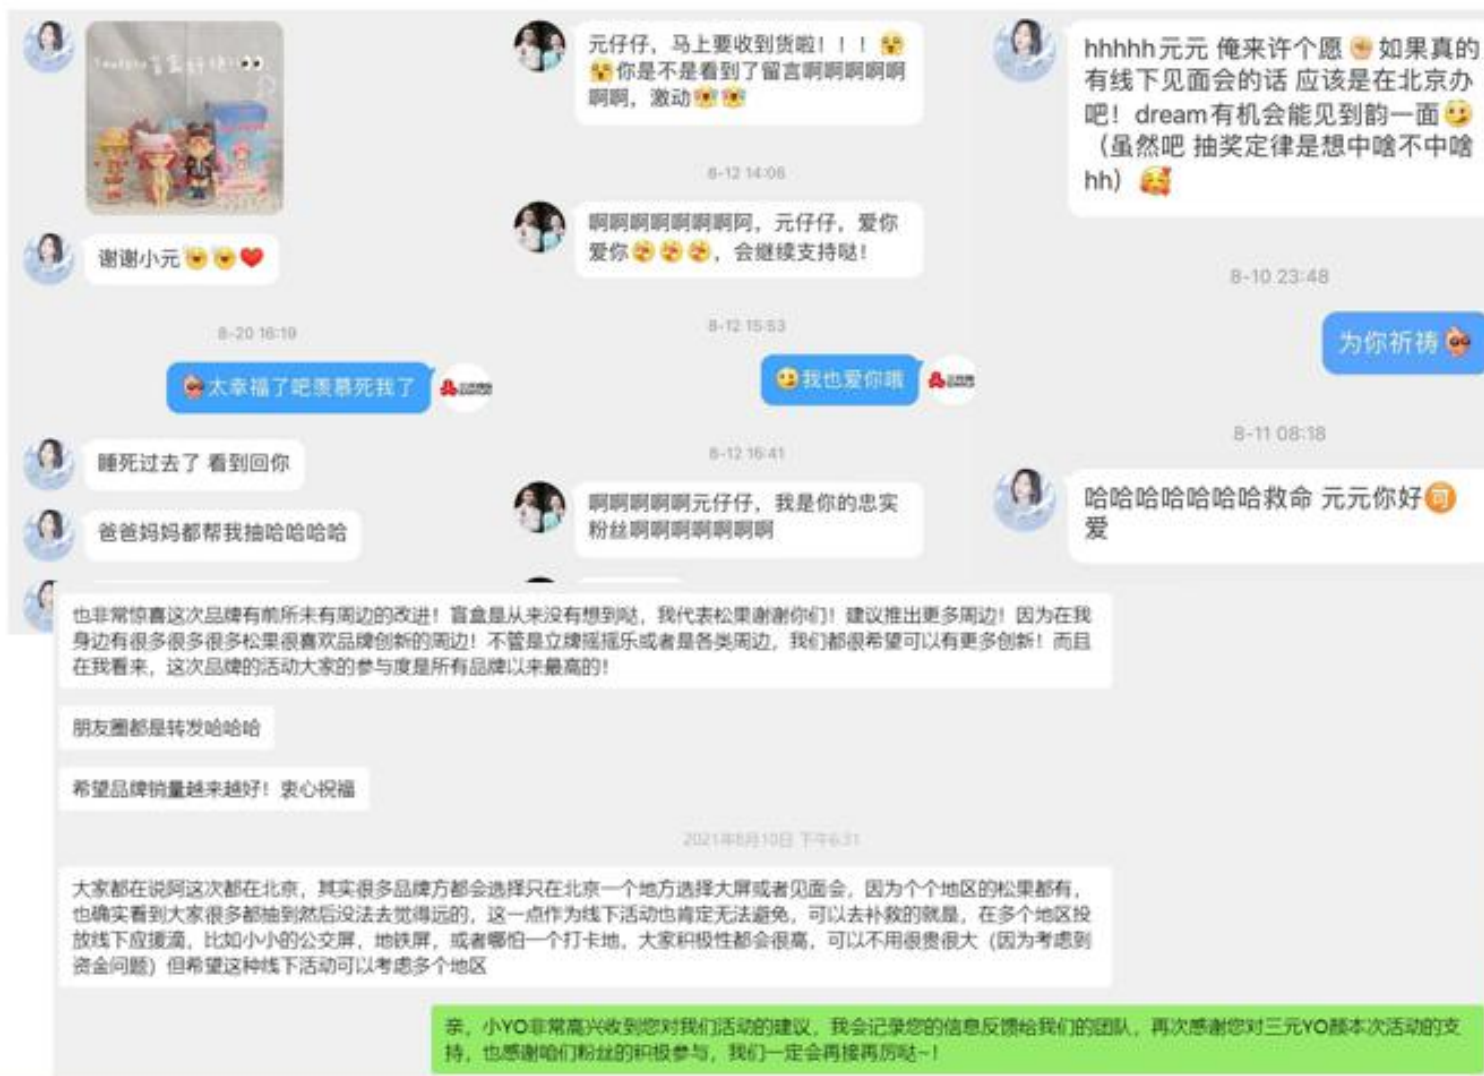 谢谢小元
8-20 16:19
太幸福了吧羡慕死我了
睡死过去了 看到回你
爸爸妈妈都帮我抽哈哈哈哈
元仔仔，马上要收到货啦！！！
你是不是看到了留言啊啊啊啊啊
啊啊，激动
8-12 14:06
啊啊啊啊啊啊啊阿，元仔仔，爱你
爱你，会继续支持哒！
8-12 15:53
我也爱你哦
8-12 16:41
啊啊啊啊啊元仔仔，我是你的忠实
粉丝啊啊啊啊啊啊啊
hhhhh元元 俺来许个愿 如果真的
有线下见面会的话 应该是在北京办
吧！dream有机会能见到韵一面
（虽然吧 抽奖定律是想中啥不中啥
hh）
8-10 23:48
为你祈祷
8-11 08:18
哈哈哈哈哈哈哈救命 元元你好可
爱
也非常惊喜这次品牌有前所未有周边的改进！盲盒是从来没有想到哒，我代表松果谢谢你们！建议推出更多周边！因为在我
身边有很多很多很多松果很喜欢品牌创新的周边！不管是立牌摇摇乐或者是各类周边，我们都很希望可以有更多创新！而且
在我看来，这次品牌的活动大家的参与度是所有品牌以来最高的！
朋友圈都是转发哈哈哈
希望品牌销量越来越好！衷心祝福
2021年8月10日 下午6:31
大家都在说阿这次都在北京，其实很多品牌方都会选择只在北京一个地方选择大屏或者见面会，因为个个地区的松果都有，
也确实看到大家很多都抽到然后没法去觉得远的，这一点作为线下活动也肯定无法避免，可以去补救的就是，在多个地区投
放线下应援滴，比如小小的公交屏，地铁屏，或者哪怕一个打卡地，大家积极性都会很高，可以不用很贵很大（因为考虑到
资金问题）但希望这种线下活动可以考虑多个地区
亲，小YO非常高兴收到您对我们活动的建议，我会记录您的信息反馈给我们的团队，再次感谢您对三元YO颜本次活动的支
持，也感谢咱们粉丝的积极参与，我们一定会再接再厉哒~！